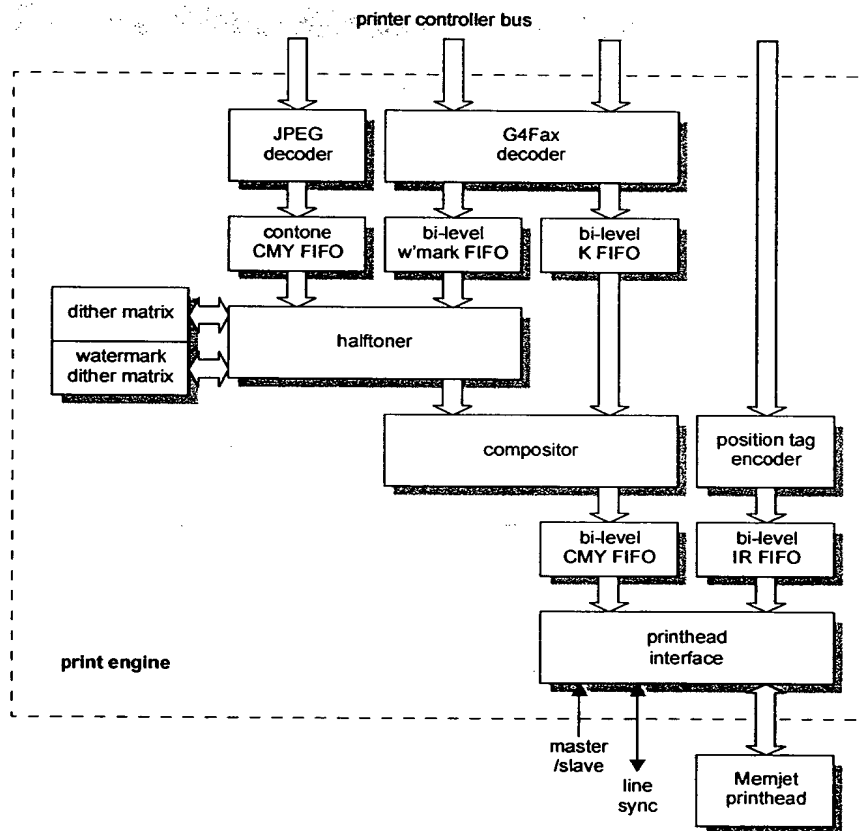 printer controller bus
JPEG
decoder
G4Fax
decoder
contone
CMY FIFO
bi-level
w'mark FIFO
bi-level
K FIFO
dither matrix
watermark
dither matrix
halftoner
compositor
position tag
encoder
bi-level
CMY FIFO
bi-level
IR FIFO
printhead
interface
print engine
master
/slave
line
sync
Memjet
printhead